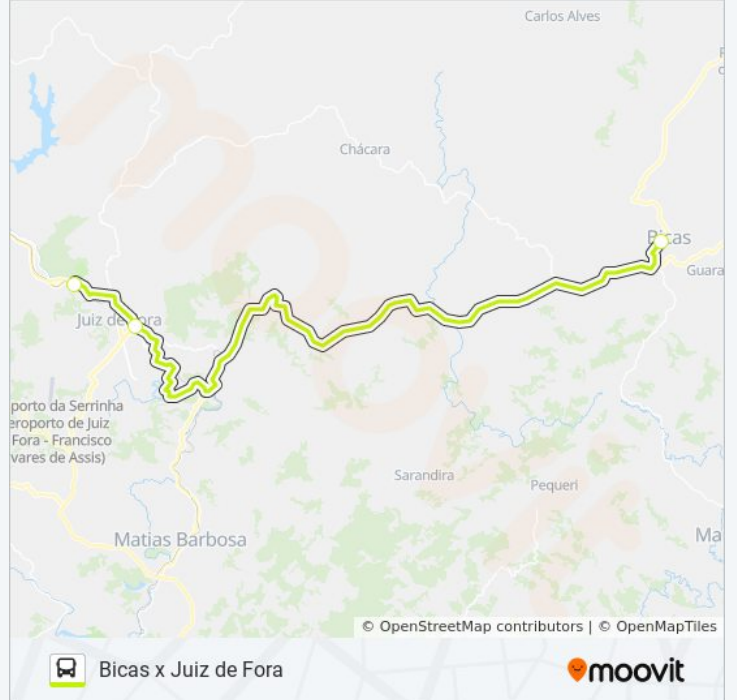 Carlos Alves
Chácara
Bicas
Guara
Juiz de Fora
porto da Serrinha
eroporto de Juiz
Fora - Francisco
vares de Assis)
Sarandira
Pequeri
Matias Barbosa
Ma
© OpenStreetMap contributors | © OpenMapTiles
Bicas x Juiz de Fora
moovit